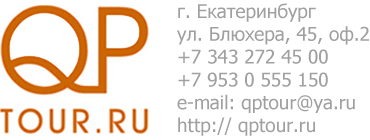 QP
TOUR.RU
г. Екатеринбург
ул. Блюхера, 45, оф.2
+7 343 272 45 00
+7 953 0 555 150
e-mail: qptour@ya.ru
http:// qptour.ru